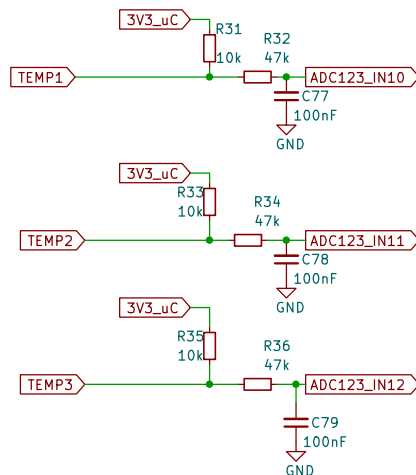 3V3_uC
R31
10k
R32
47k
TEMP1
ADC123_IN10
C77
100nF
GND
3V3_uC
R33
10k
R34
47k
TEMP2
ADC123_IN11
C78
100nF
GND
3V3_uC
R35
10k
R36
47k
TEMP3
ADC123_IN12
C79
100nF
GND